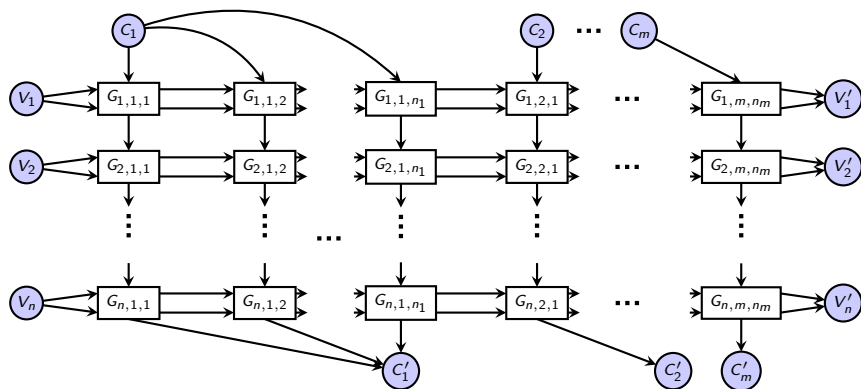 C₁ C₂ ... Cₘ
V₁ G₁,₁,₁ G₁,₁,₂ G₁,₁,ₙ₁ G₁,₂,₁ ... G₁,ₘ,ₙₘ V′₁
V₂ G₂,₁,₁ G₂,₁,₂ G₂,₁,ₙ₁ G₂,₂,₁ ... G₂,ₘ,ₙₘ V′₂
...
Vₙ Gₙ,₁,₁ Gₙ,₁,₂ Gₙ,₁,ₙ₁ Gₙ,₂,₁ ... Gₙ,ₘ,ₙₘ V′ₙ
C′₁ C′₂ C′ₘ